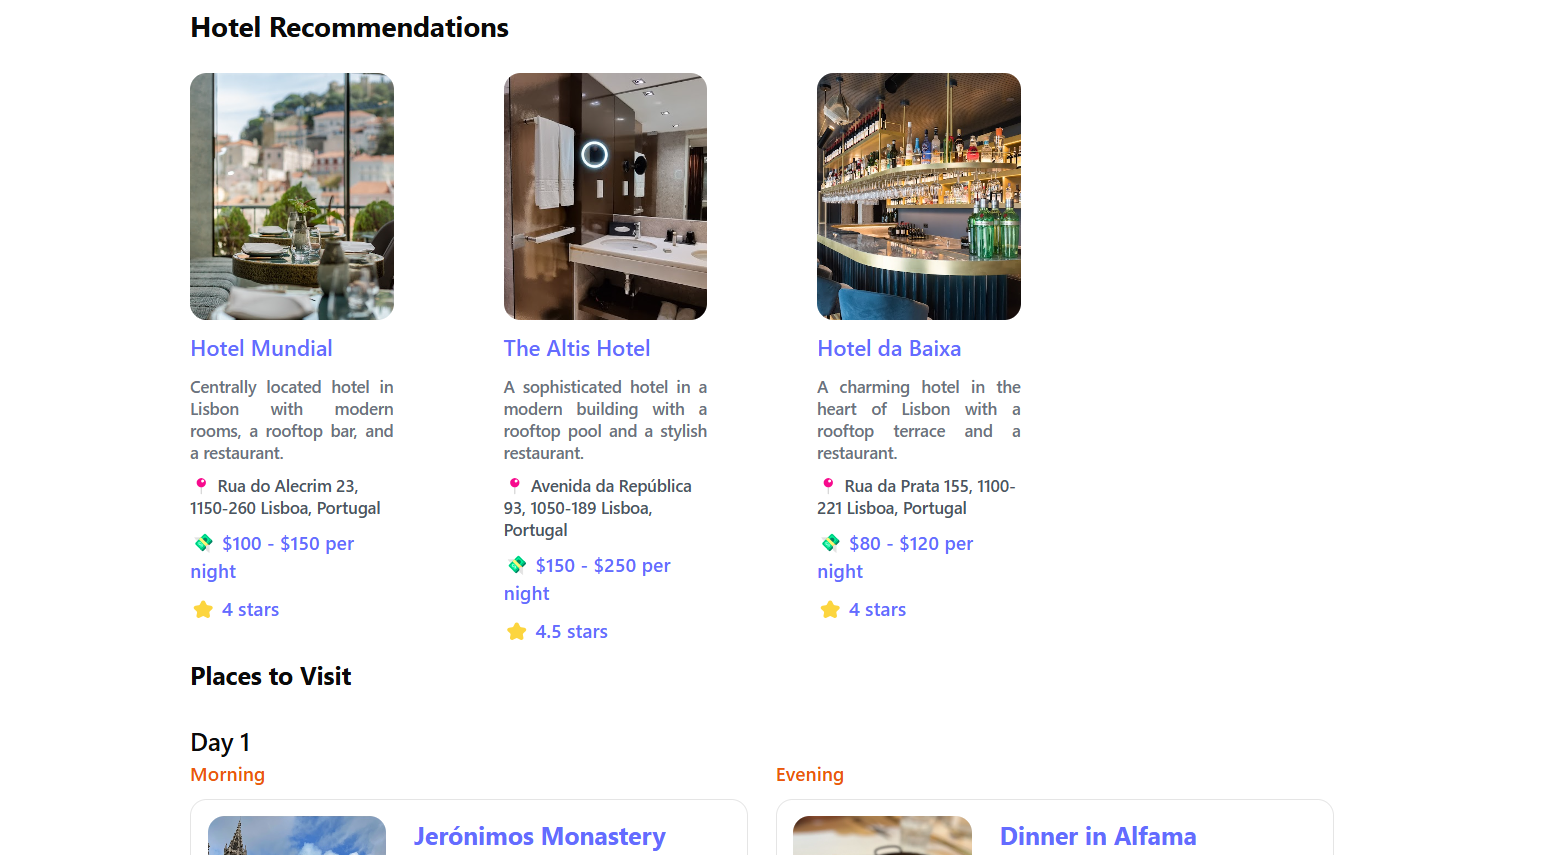 Hotel Recommendations
Hotel Mundial
Centrally located hotel in
Lisbon with modern
rooms, a rooftop bar, and
a restaurant.
📍 Rua do Alecrim 23,
1150-260 Lisboa, Portugal
💸 $100 - $150 per
night
⭐ 4 stars
The Altis Hotel
A sophisticated hotel in a
modern building with a
rooftop pool and a stylish
restaurant.
📍 Avenida da República
93, 1050-189 Lisboa,
Portugal
💸 $150 - $250 per
night
⭐ 4.5 stars
Hotel da Baixa
A charming hotel in the
heart of Lisbon with a
rooftop terrace and a
restaurant.
📍 Rua da Prata 155, 1100-
221 Lisboa, Portugal
💸 $80 - $120 per
night
⭐ 4 stars
Places to Visit
Day 1
Morning
Jerónimos Monastery
Evening
Dinner in Alfama